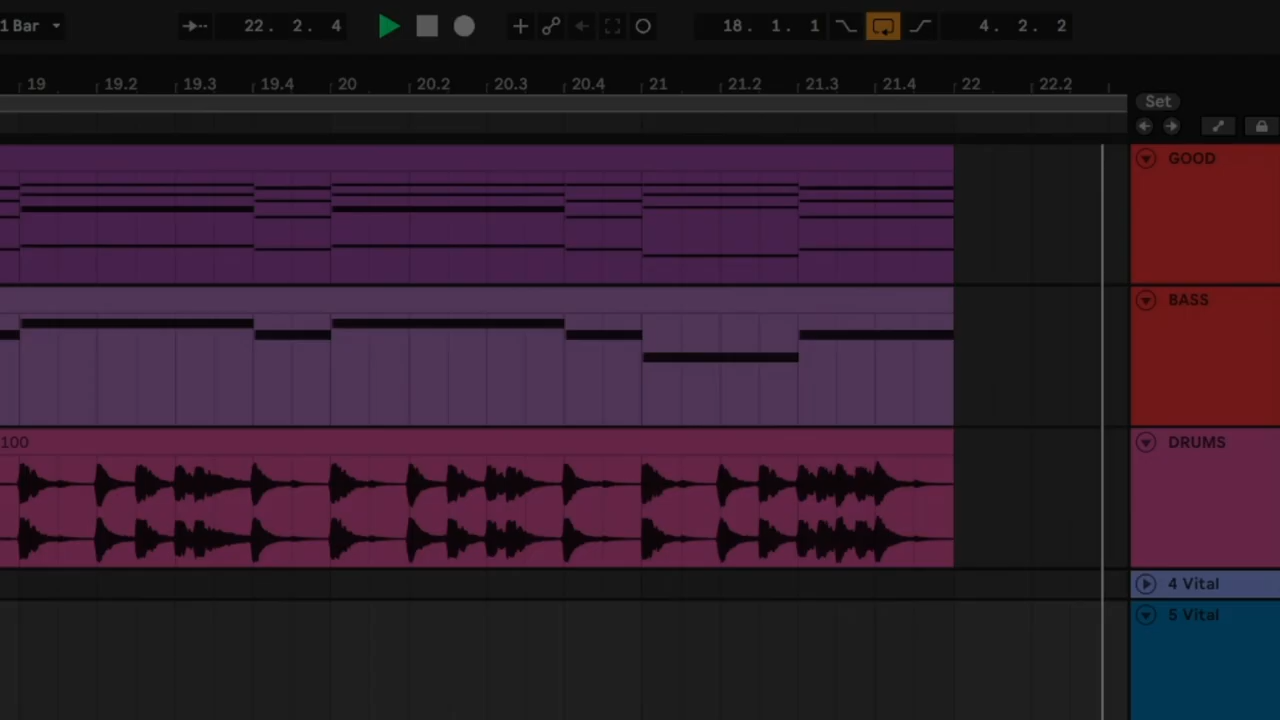 1 Bar 22. 2. 4 18. 1. 1 4. 2. 2
19 19.2 19.3 19.4 20 20.2 20.3 20.4 21 21.2 21.3 21.4 22 22.2
Set
GOOD
BASS
100
DRUMS
4 Vital
5 Vital